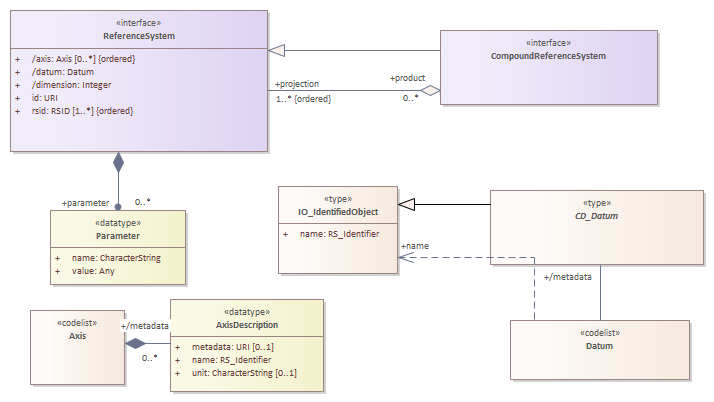 «interface»
ReferenceSystem
+ /axis: Axis [0..*] {ordered}
+ /datum: Datum
+ /dimension: Integer
+ id: URI
+ rsid: RSID [1..*] {ordered}
«interface»
CompoundReferenceSystem
+projection
+product
1..* {ordered}
0..*
+parameter
0..*
«datatype»
Parameter
+ name: CharacterString
+ value: Any
«type»
IO_IdentifiedObject
+ name: RS_Identifier
«type»
CD_Datum
+name
+/metadata
«codelist»
Axis
+/metadata
0..*
«datatype»
AxisDescription
+ metadata: URI [0..1]
+ name: RS_Identifier
+ unit: CharacterString [0..1]
«codelist»
Datum